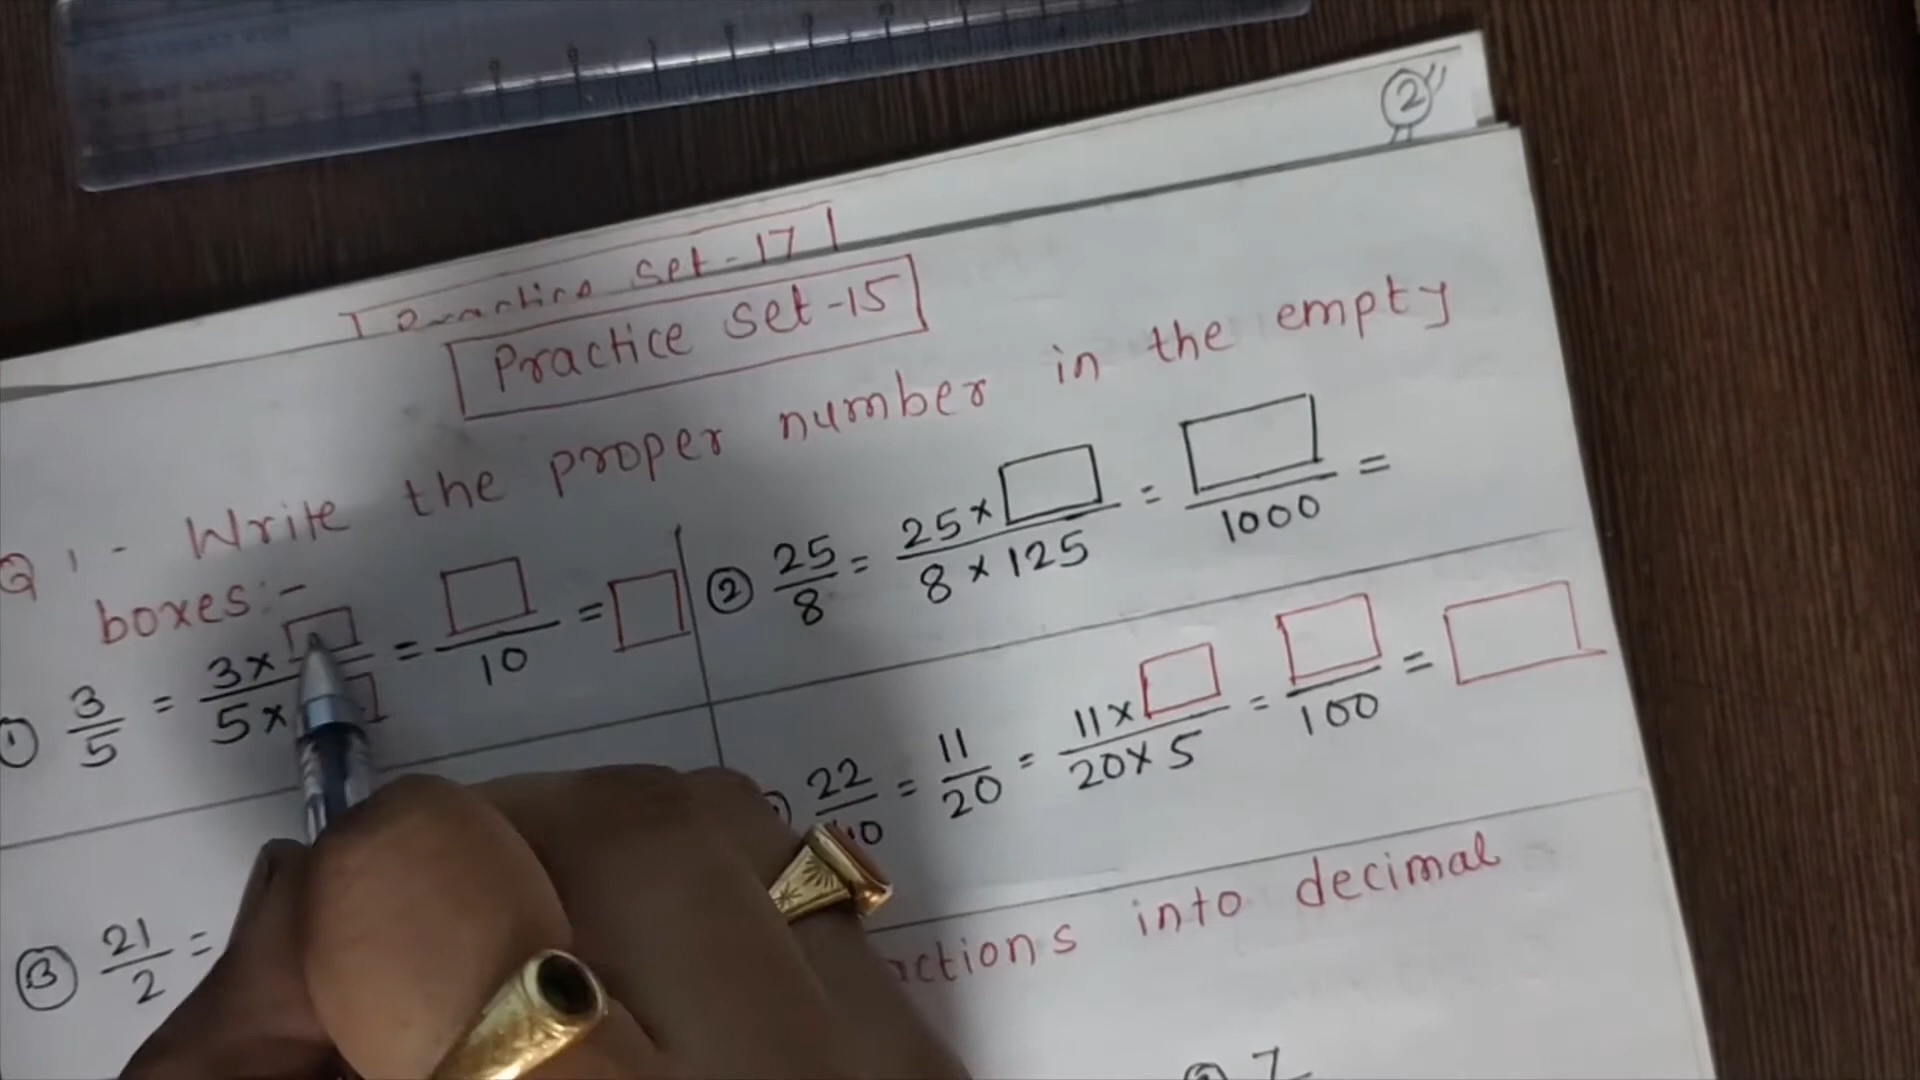 2
Practice Set-17
Practice Set-15
Q1- Write the proper number in the empty
boxes:-
① 3/5 = 3×□/5×□ = □/10 = □
② 25/8 = 25×□/8×125 = □/1000 =
③ 21/2 =
22/40 = 11/20 = 11×□/20×5 = □/100 = □
into decimal
7